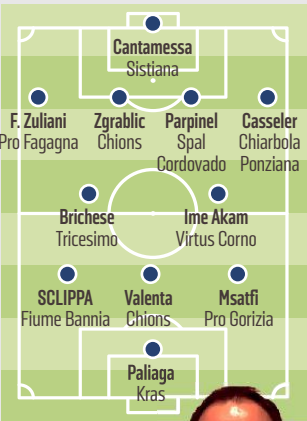 Cantamessa
Sistiana
F. Zuliani Zgrablic Parpinel Casseler
Pro Fagagna Chions Spal Chiarbola
Cordovado Ponziana
Brichese Ime Akam
Tricesimo Virtus Corno
SCLIPPA Valenta Msatfi
Fiume Bannia Chions Pro Gorizia
Paliaga
Kras